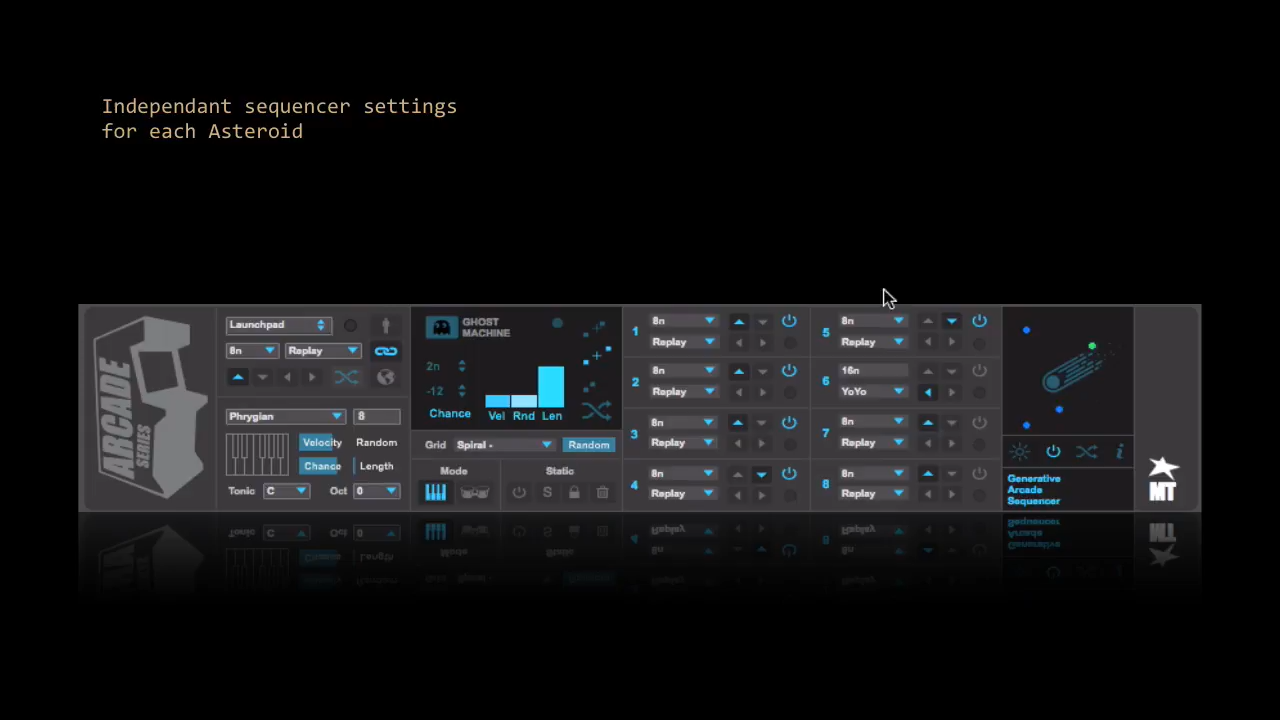 Independant sequencer settings
for each Asteroid
ARCADE
SERIES
Launchpad
8n Replay
Phrygian 8
Velocity Random
Chance Length
Tonic C Oct 0
GHOST
MACHINE
2n
-12
Chance Vel Rnd Len
Grid Spiral - Random
Mode Static
S
1 8n
Replay
2 8n
Replay
3 8n
Replay
4 8n
Replay
5 8n
Replay
6 16n
YoYo
7 8n
Replay
8 8n
Replay
i
Generative
Arcade
Sequencer
MT